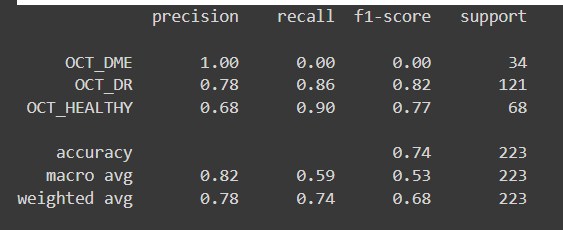 precision recall f1-score support
OCT_DME 1.00 0.00 0.00 34
OCT_DR 0.78 0.86 0.82 121
OCT_HEALTHY 0.68 0.90 0.77 68
accuracy 0.74 223
macro avg 0.82 0.59 0.53 223
weighted avg 0.78 0.74 0.68 223